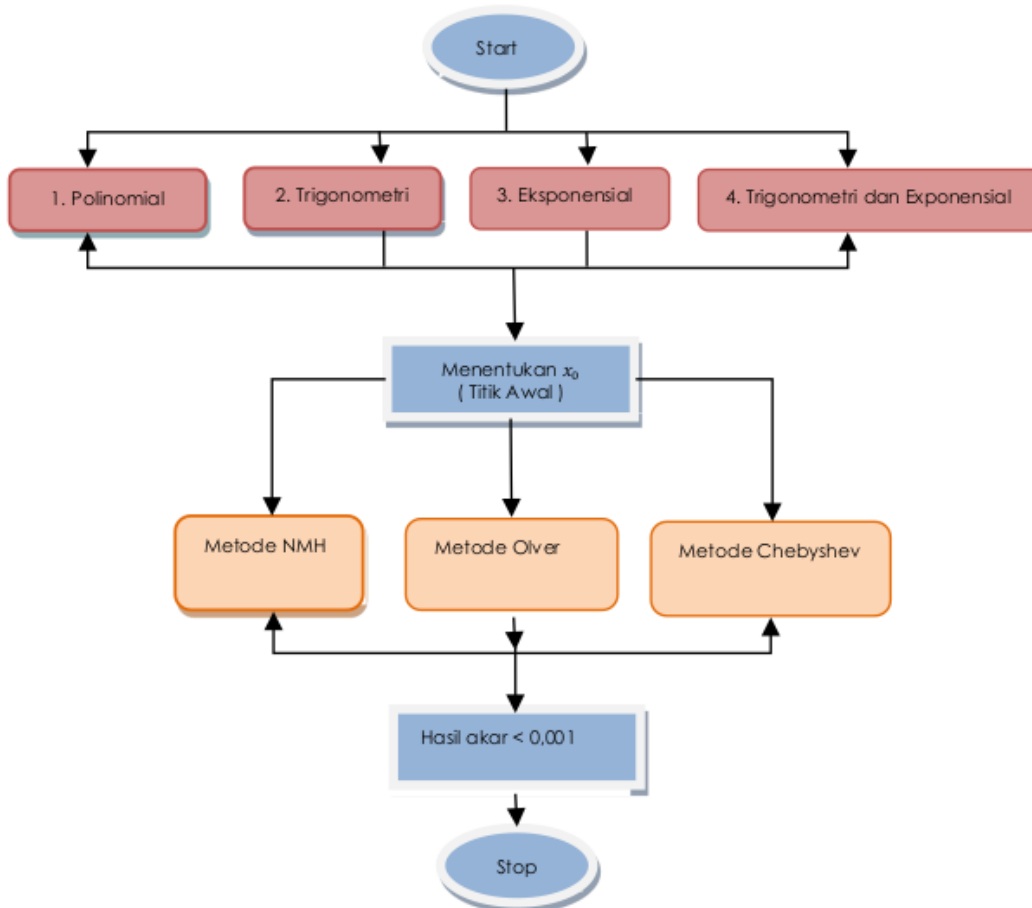 Start
1. Polinomial
2. Trigonometri
3. Eksponensial
4. Trigonometri dan Exponensial
Menentukan x₀
( Titik Awal )
Metode NMH
Metode Olver
Metode Chebyshev
Hasil akar < 0,001
Stop